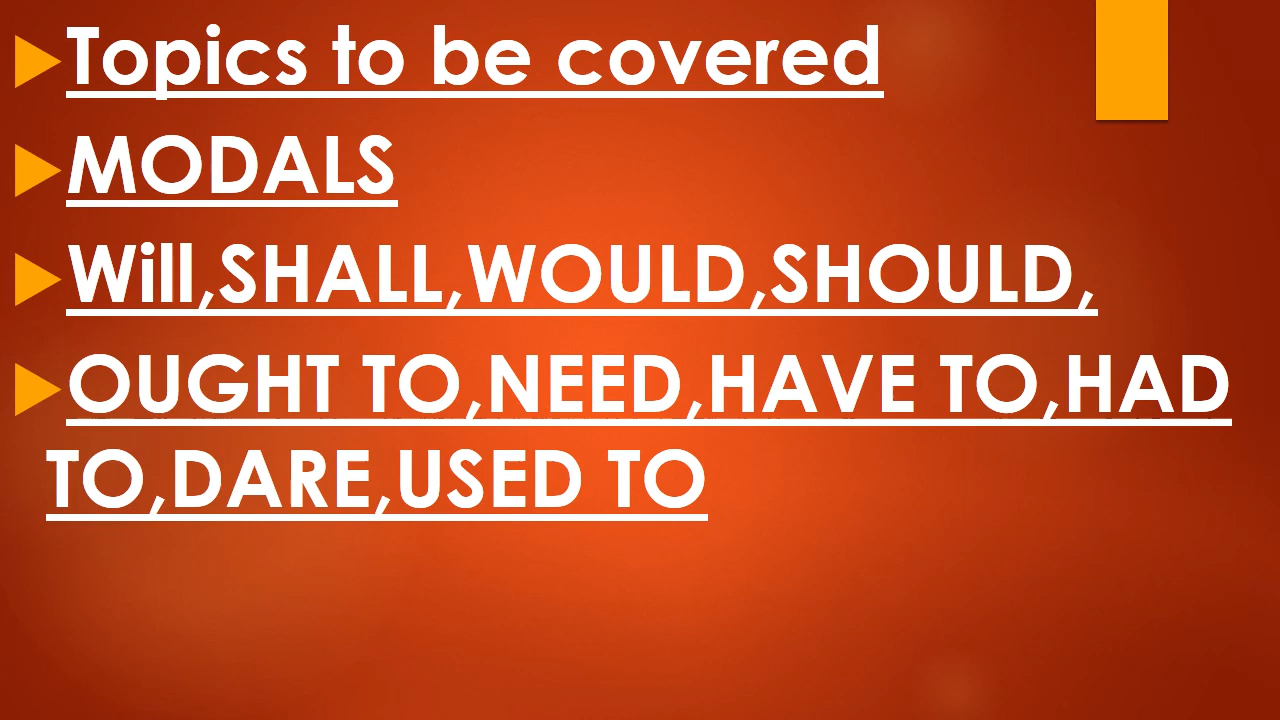 Topics to be covered
MODALS
Will,SHALL,WOULD,SHOULD,
OUGHT TO,NEED,HAVE TO,HAD
TO,DARE,USED TO